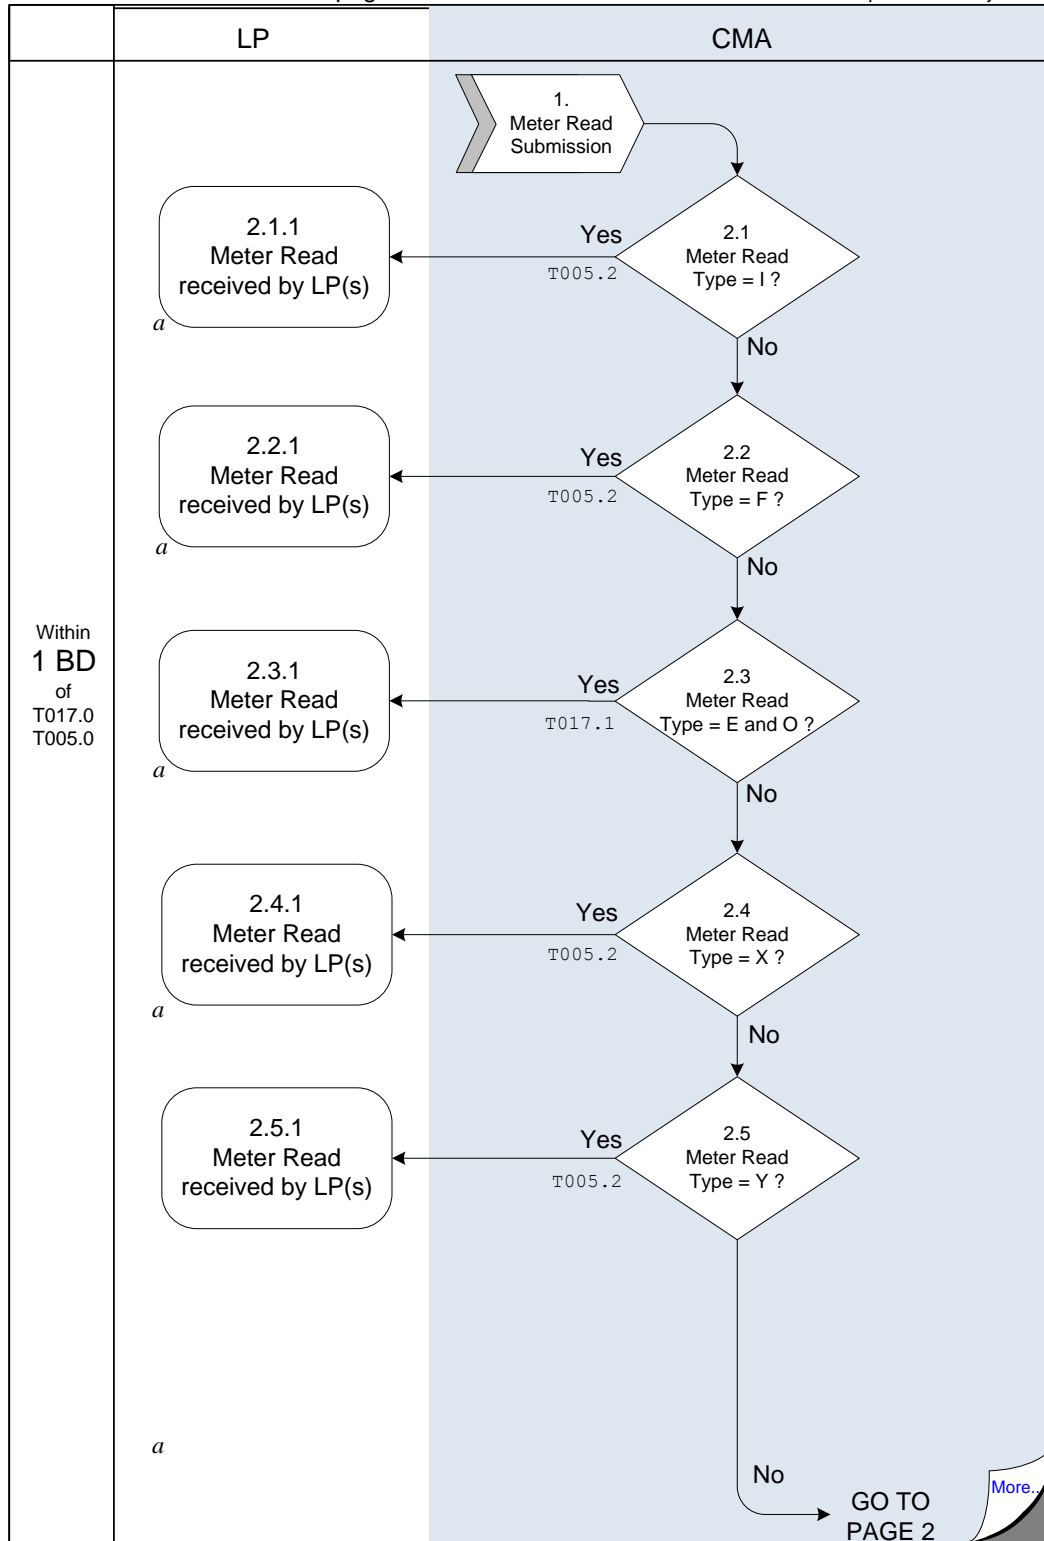 LP
CMA
1.
Meter Read
Submission
2.1.1
Meter Read
received by LP(s)
a
Yes
T005.2
2.1
Meter Read
Type = I ?
No
2.2.1
Meter Read
received by LP(s)
a
Yes
T005.2
2.2
Meter Read
Type = F ?
No
Within
1 BD
of
T017.0
T005.0
2.3.1
Meter Read
received by LP(s)
a
Yes
T017.1
2.3
Meter Read
Type = E and O ?
No
2.4.1
Meter Read
received by LP(s)
a
Yes
T005.2
2.4
Meter Read
Type = X ?
No
2.5.1
Meter Read
received by LP(s)
Yes
T005.2
2.5
Meter Read
Type = Y ?
a
No
GO TO
PAGE 2
More..